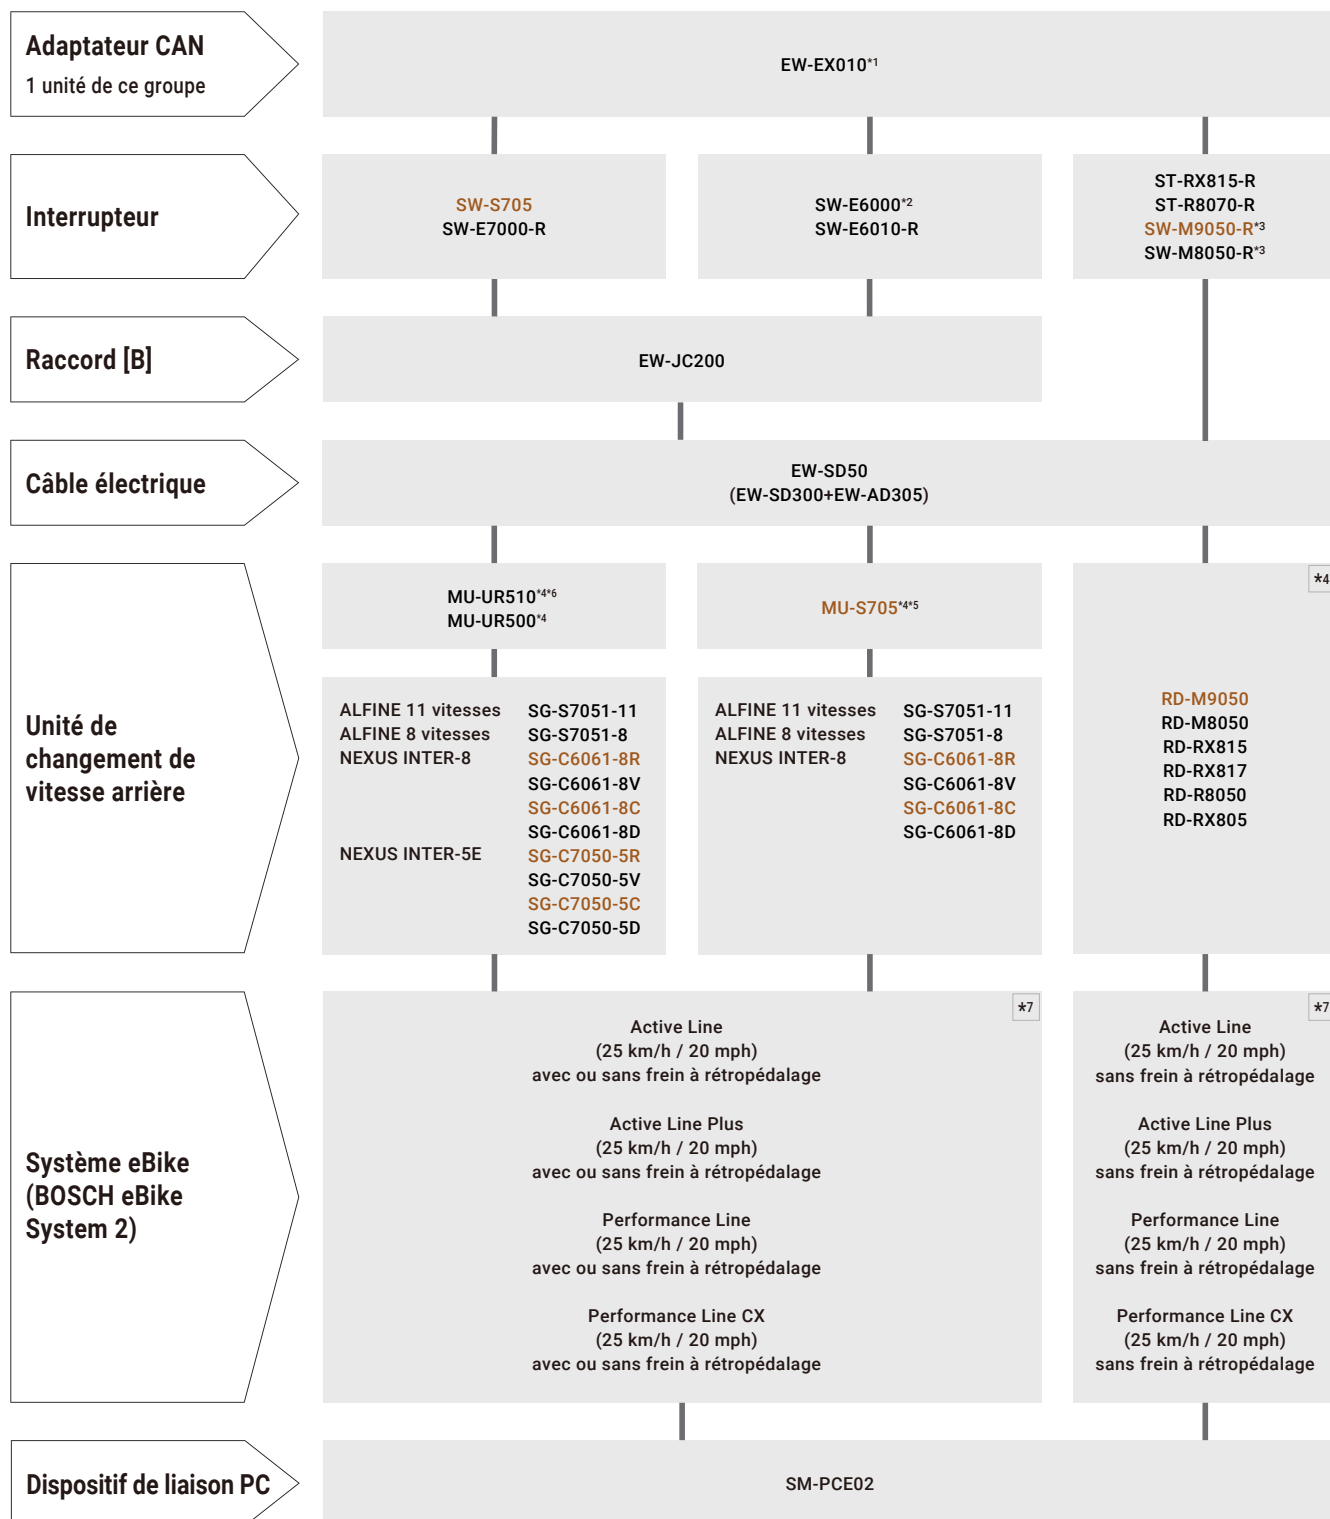 Adaptateur CAN
1 unité de ce groupe
EW-EX010*1
Interrupteur
SW-S705
SW-E7000-R
SW-E6000*2
SW-E6010-R
ST-RX815-R
ST-R8070-R
SW-M9050-R*3
SW-M8050-R*3
Raccord [B]
EW-JC200
Câble électrique
EW-SD50
(EW-SD300+EW-AD305)
Unité de
changement de
vitesse arrière
MU-UR510*4*6
MU-UR500*4
ALFINE 11 vitesses SG-S7051-11
ALFINE 8 vitesses SG-S7051-8
NEXUS INTER-8 SG-C6061-8R
SG-C6061-8V
SG-C6061-8C
SG-C6061-8D
NEXUS INTER-5E SG-C7050-5R
SG-C7050-5V
SG-C7050-5C
SG-C7050-5D
MU-S705*4*5
ALFINE 11 vitesses SG-S7051-11
ALFINE 8 vitesses SG-S7051-8
NEXUS INTER-8 SG-C6061-8R
SG-C6061-8V
SG-C6061-8C
SG-C6061-8D
*4
RD-M9050
RD-M8050
RD-RX815
RD-RX817
RD-R8050
RD-RX805
Système eBike
(BOSCH eBike
System 2)
*7
Active Line
(25 km/h / 20 mph)
avec ou sans frein à rétropédalage
Active Line Plus
(25 km/h / 20 mph)
avec ou sans frein à rétropédalage
Performance Line
(25 km/h / 20 mph)
avec ou sans frein à rétropédalage
Performance Line CX
(25 km/h / 20 mph)
avec ou sans frein à rétropédalage
*7
Active Line
(25 km/h / 20 mph)
sans frein à rétropédalage
Active Line Plus
(25 km/h / 20 mph)
sans frein à rétropédalage
Performance Line
(25 km/h / 20 mph)
sans frein à rétropédalage
Performance Line CX
(25 km/h / 20 mph)
sans frein à rétropédalage
Dispositif de liaison PC
SM-PCE02